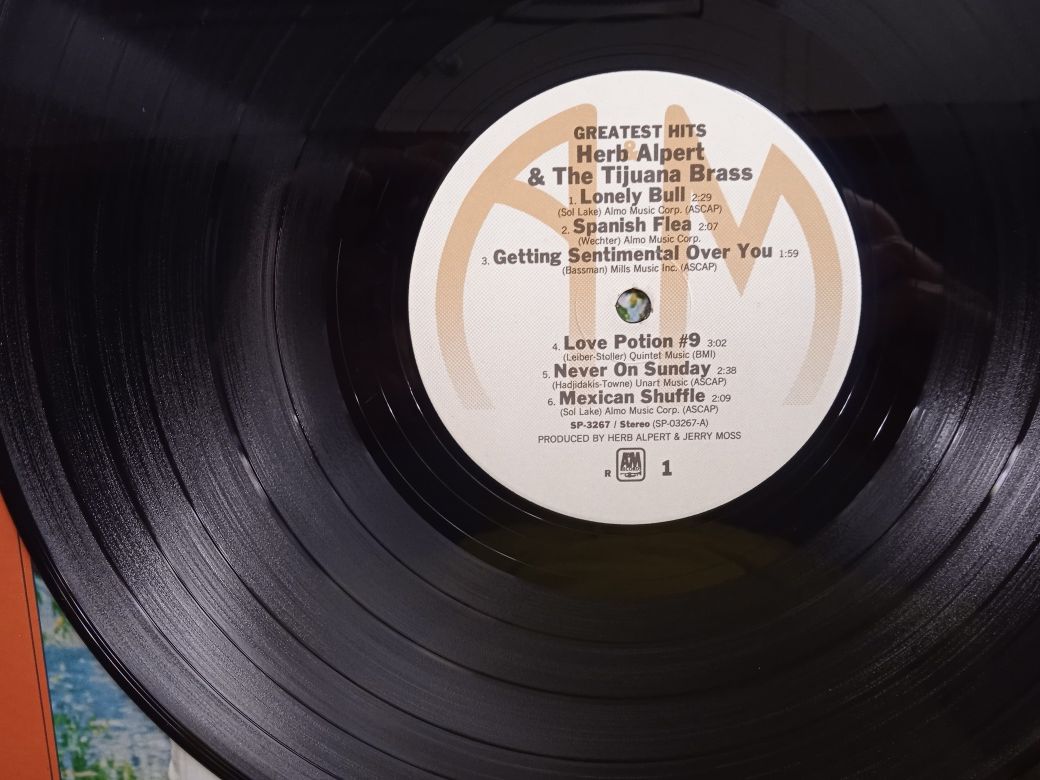 GREATEST HITS
Herb Alpert
& The Tijuana Brass
1. Lonely Bull 2:29
(Sol Lake) Almo Music Corp. (ASCAP)
2. Spanish Flea 2:07
(Wechter) Almo Music Corp.
3. Getting Sentimental Over You 1:59
(Bassman) Mills Music Inc. (ASCAP)
4. Love Potion #9 3:02
(Leiber-Stoller) Quintet Music (BMI)
5. Never On Sunday 2:38
(Hadjidakis-Towne) Unart Music (ASCAP)
6. Mexican Shuffle 2:09
(Sol Lake) Almo Music Corp. (ASCAP)
SP-3267 / Stereo (SP-03267-A)
PRODUCED BY HERB ALPERT & JERRY MOSS
R A&M RECORDS 1
A&M